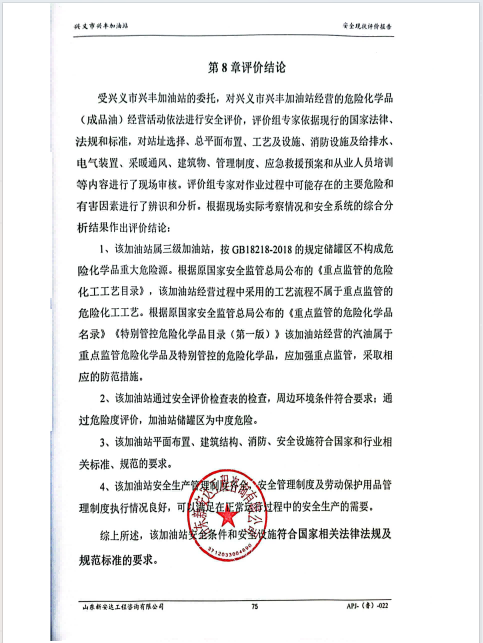 兴义市兴丰加油站 安全现状评价报告
第 8 章评价结论
受兴义市兴丰加油站的委托，对兴义市兴丰加油站经营的危险化学品
（成品油）经营活动依法进行安全评价，评价组专家依据现行的国家法律、
法规和标准，对站址选择、总平面布置、工艺及设施、消防设施及给排水、
电气装置、采暖通风、建筑物、管理制度、应急救援预案和从业人员培训
等内容进行了现场审核。评价组专家对作业过程中可能存在的主要危险和
有害因素进行了辨识和分析。根据现场实际考察情况和安全系统的综合分
析结果作出评价结论：
1、该加油站属三级加油站，按 GB18218-2018 的规定储罐区不构成危
险化学品重大危险源。根据原国家安全监管总局公布的《重点监管的危险
化工工艺目录》，该加油站经营过程中采用的工艺流程不属于重点监管的
危险化工工艺。根据原国家安全监管总局公布的《重点监管的危险化学品
名录》《特别管控危险化学品目录（第一版）》该加油站经营的汽油属于
重点监管危险化学品及特别管控的危险化学品，应加强重点监管，采取相
应的防范措施。
2、该加油站通过安全评价检查表的检查，周边环境条件符合要求；通
过危险度评价，加油站储罐区为中度危险。
3、该加油站平面布置、建筑结构、消防、安全设施符合国家和行业相
关标准、规范的要求。
4、该加油站安全生产管理制度齐全，安全管理制度及劳动保护用品管
理制度执行情况良好，可以满足在正常运行过程中的安全生产的需要。
综上所述，该加油站安全条件和安全设施符合国家相关法律法规及
规范标准的要求。
山东新安达工程咨询有限公司 75 APJ-（鲁）-022